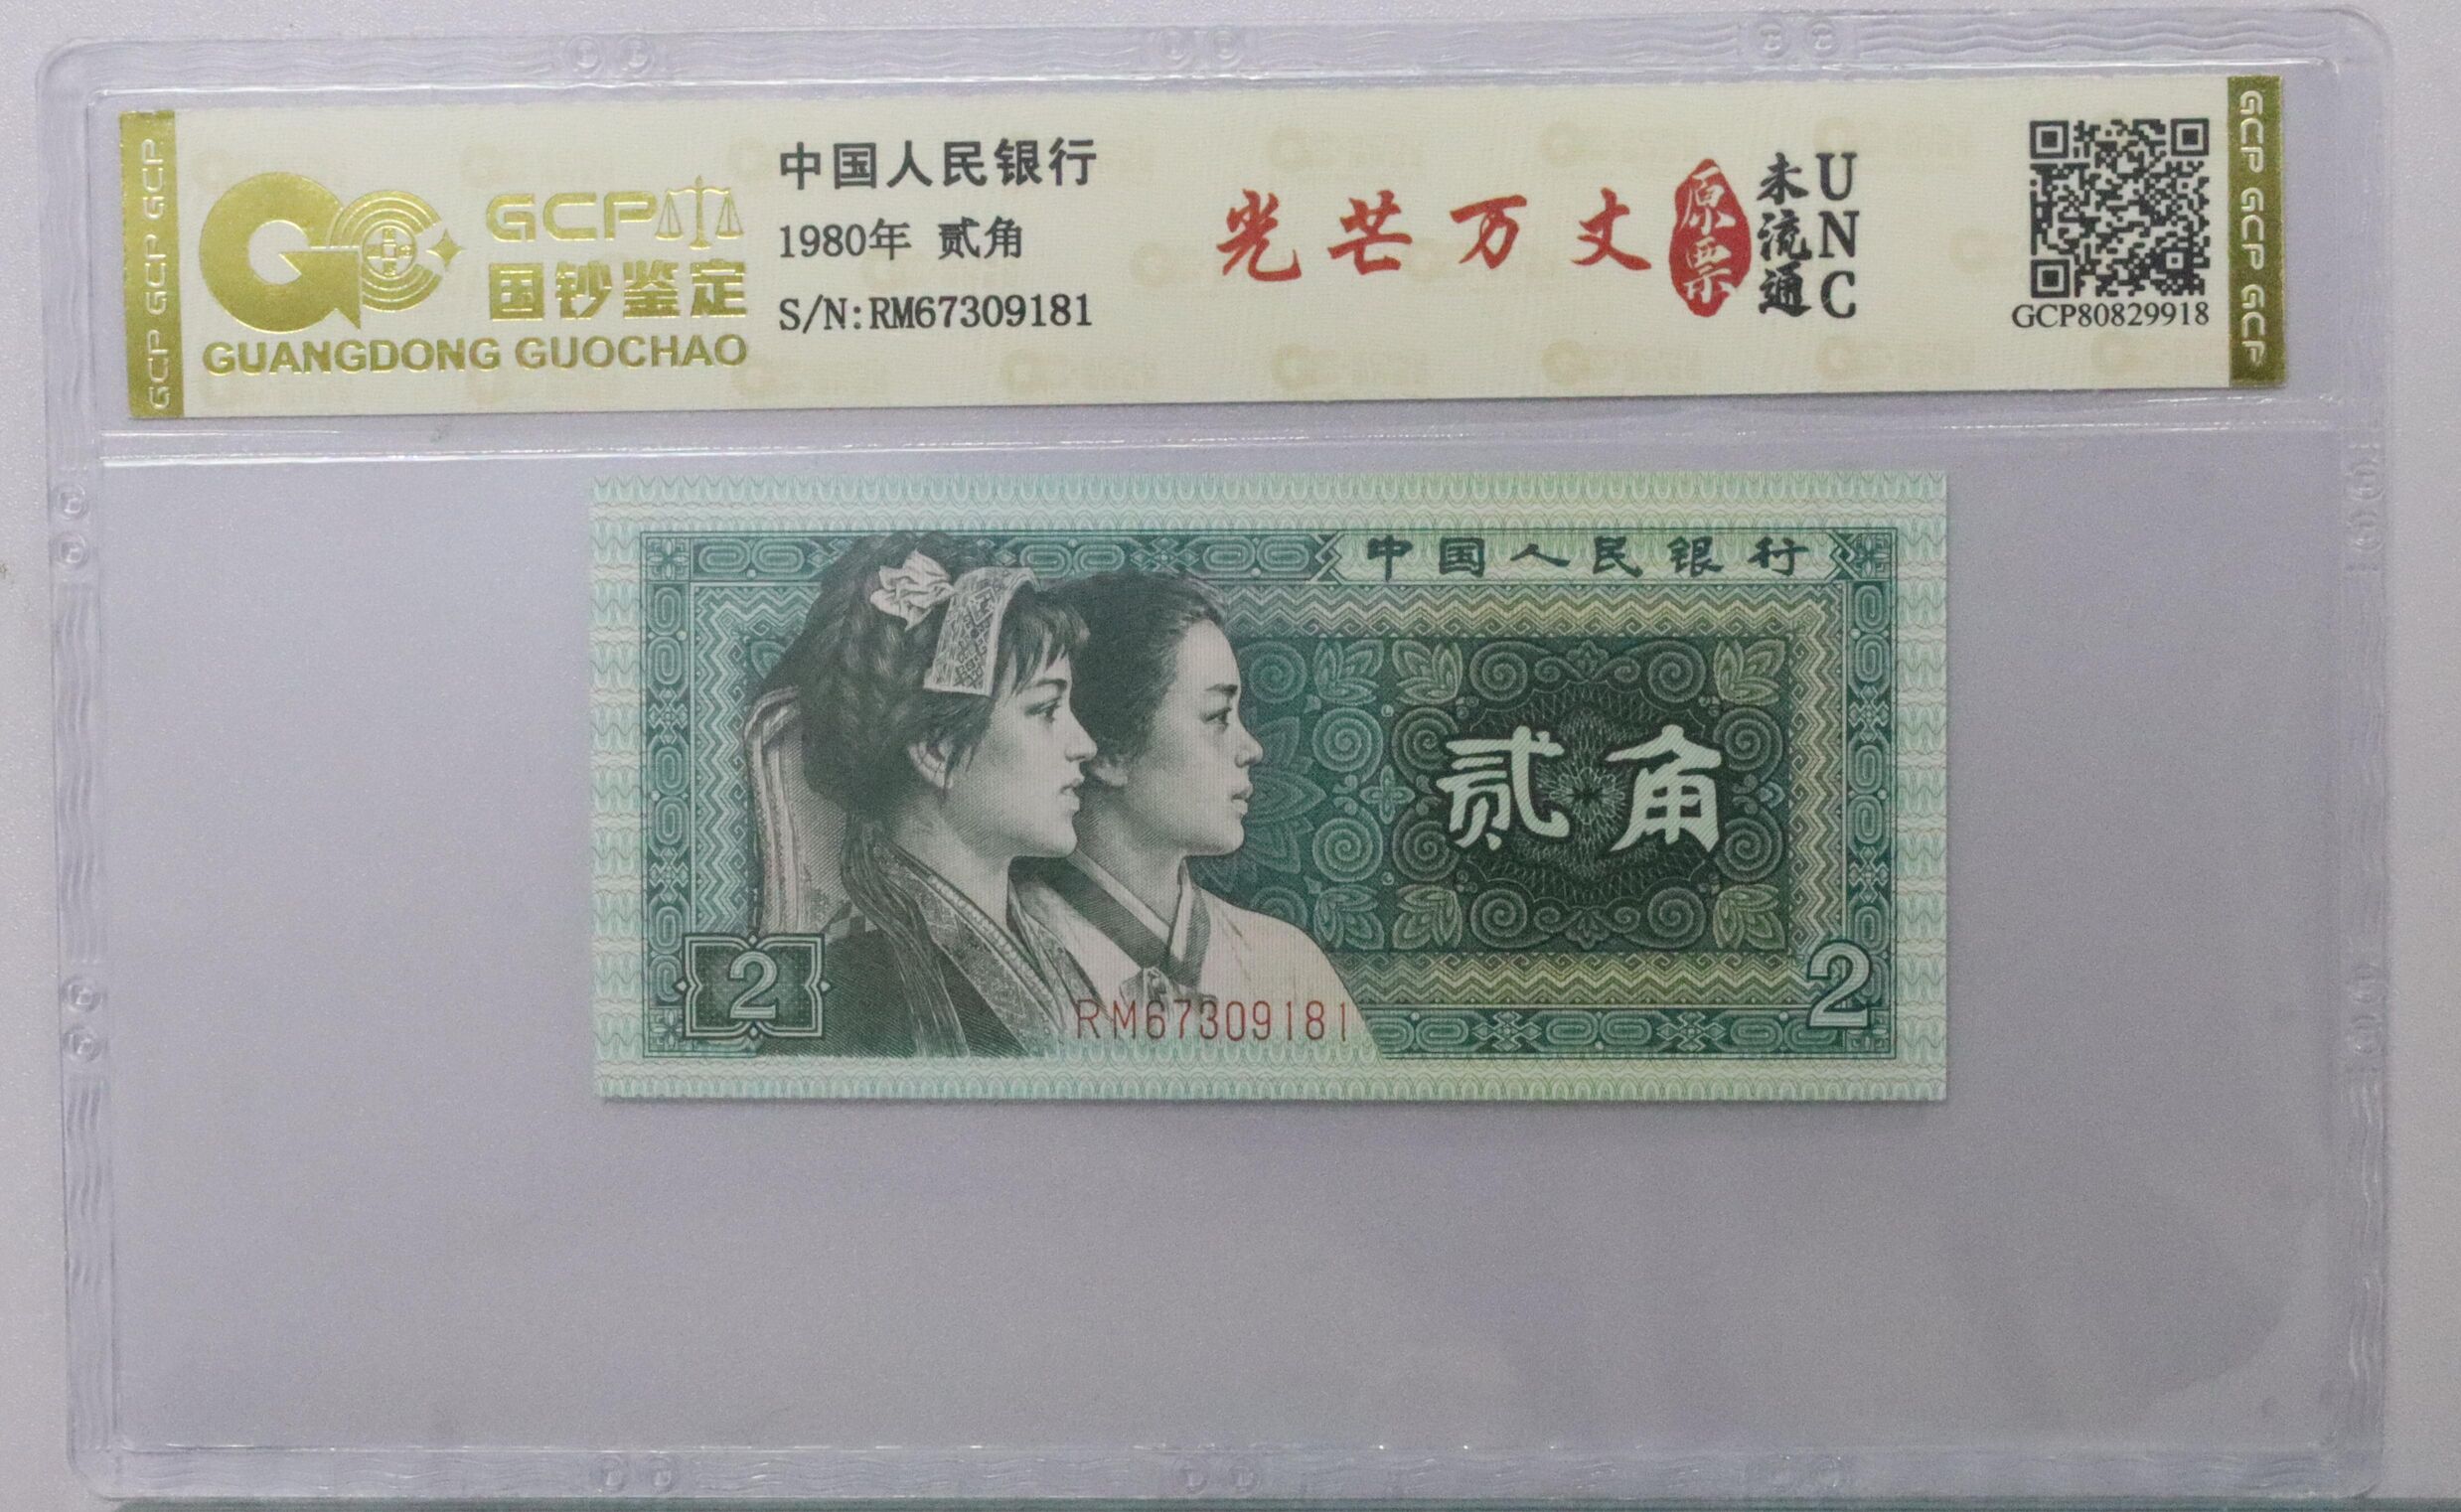 GCP GCP GCP
GCP
国钞鉴定
GUANGDONG GUOCHAO
中国人民银行
1980年 贰角
S/N:RM67309181
光芒万丈
原票
未流通
UNC
GCP80829918
GCP GCP GCP
中国人民银行
贰角
2
RM67309181
2